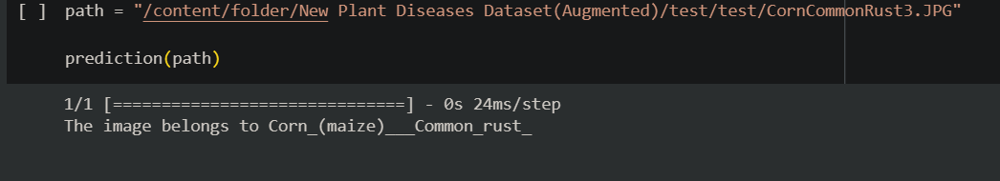 [ ] path = "/content/folder/New Plant Diseases Dataset(Augmented)/test/test/CornCommonRust3.JPG"
prediction(path)
1/1 [==============================] - 0s 24ms/step
The image belongs to Corn_(maize)___Common_rust_